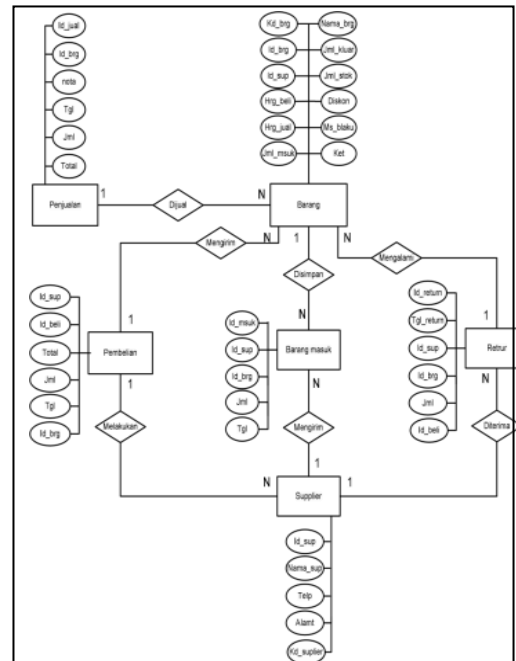 Id_jual
Id_brg
nota
Tgl
Jml
Total
Penjualan
1
Dijual
N
Kd_brg
Nama_brg
Id_brg
Jml_kluar
Id_sup
Jml_stok
Hrg_beli
Diskon
Hrg_jual
Ms_blaku
Jml_msuk
Ket
Barang
Mengirim
N
1
N
Disimpan
Mengalami
Id_sup
Id_beli
Total
Jml
Tgl
Id_brg
1
Pembelian
1
Melakukan
N
Id_msuk
Id_sup
Id_brg
Jml
Tgl
N
Barang masuk
N
Mengirim
1
Id_return
Tgl_return
Id_sup
Id_brg
Jml
Id_beli
1
Retrur
N
Diterima
1
Supplier
Id_sup
Nama_sup
Telp
Alamt
Kd_suplier